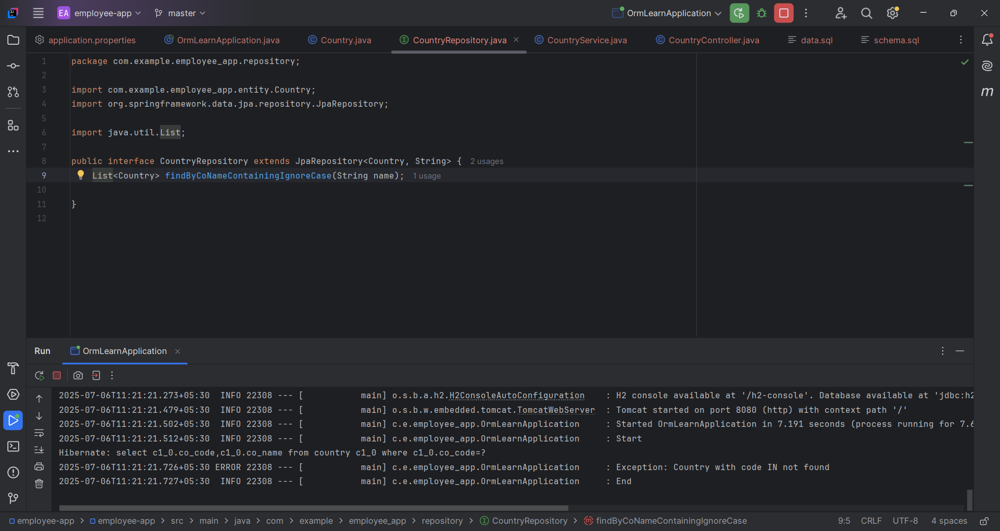 EA employee-app master OrmLearnApplication
application.properties OrmLearnApplication.java Country.java CountryRepository.java CountryService.java CountryController.java data.sql schema.sql
1 package com.example.employee_app.repository;
2
3 import com.example.employee_app.entity.Country;
4 import org.springframework.data.jpa.repository.JpaRepository;
5
6 import java.util.List;
7
8 public interface CountryRepository extends JpaRepository<Country, String> { 2 usages
9 List<Country> findByCoNameContainingIgnoreCase(String name); 1 usage
10
11 }
12
Run OrmLearnApplication
2025-07-06T11:21:21.273+05:30 INFO 22308 --- [ main] o.s.b.a.h2.H2ConsoleAutoConfiguration : H2 console available at '/h2-console'. Database available at 'jdbc:h2
2025-07-06T11:21:21.479+05:30 INFO 22308 --- [ main] o.s.b.w.embedded.tomcat.TomcatWebServer : Tomcat started on port 8080 (http) with context path '/'
2025-07-06T11:21:21.502+05:30 INFO 22308 --- [ main] c.e.employee_app.OrmLearnApplication : Started OrmLearnApplication in 7.191 seconds (process running for 7.6
2025-07-06T11:21:21.512+05:30 INFO 22308 --- [ main] c.e.employee_app.OrmLearnApplication : Start
Hibernate: select c1_0.co_code,c1_0.co_name from country c1_0 where c1_0.co_code=?
2025-07-06T11:21:21.726+05:30 ERROR 22308 --- [ main] c.e.employee_app.OrmLearnApplication : Exception: Country with code IN not found
2025-07-06T11:21:21.727+05:30 INFO 22308 --- [ main] c.e.employee_app.OrmLearnApplication : End
employee-app > employee-app > src > main > java > com > example > employee_app > repository > CountryRepository > findByCoNameContainingIgnoreCase 9:5 CRLF UTF-8 4 spaces